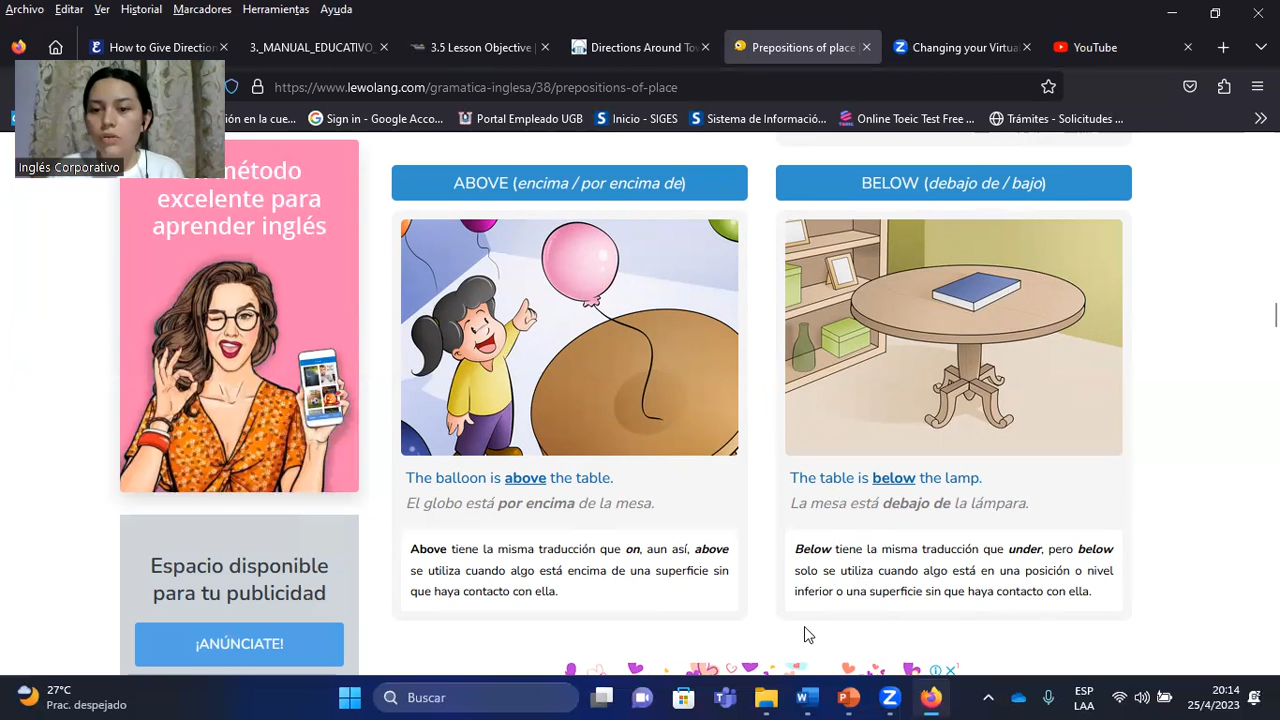 Archivo Editar Ver Historial Marcadores Herramientas Ayuda
How to Give Direction
3._MANUAL_EDUCATIVO_
3.5 Lesson Objective
Directions Around Tow
Prepositions of place
Changing your Virtua
YouTube
https://www.lewolang.com/gramatica-inglesa/38/prepositions-of-place
ón en la cue...
Sign in - Google Acco...
Portal Empleado UGB
Inicio - SIGES
Sistema de Informació...
Online Toeic Test Free ...
Trámites - Solicitudes ...
Inglés Corporativo
método
excelente para
aprender inglés
Espacio disponible
para tu publicidad
¡ANÚNCIATE!
ABOVE (encima / por encima de)
The balloon is above the table.
El globo está por encima de la mesa.
Above tiene la misma traducción que on, aun así, above
se utiliza cuando algo está encima de una superficie sin
que haya contacto con ella.
BELOW (debajo de / bajo)
The table is below the lamp.
La mesa está debajo de la lámpara.
Below tiene la misma traducción que under, pero below
solo se utiliza cuando algo está en una posición o nivel
inferior o una superficie sin que haya contacto con ella.
27°C
Prac. despejado
Buscar
ESP
LAA
20:14
25/4/2023